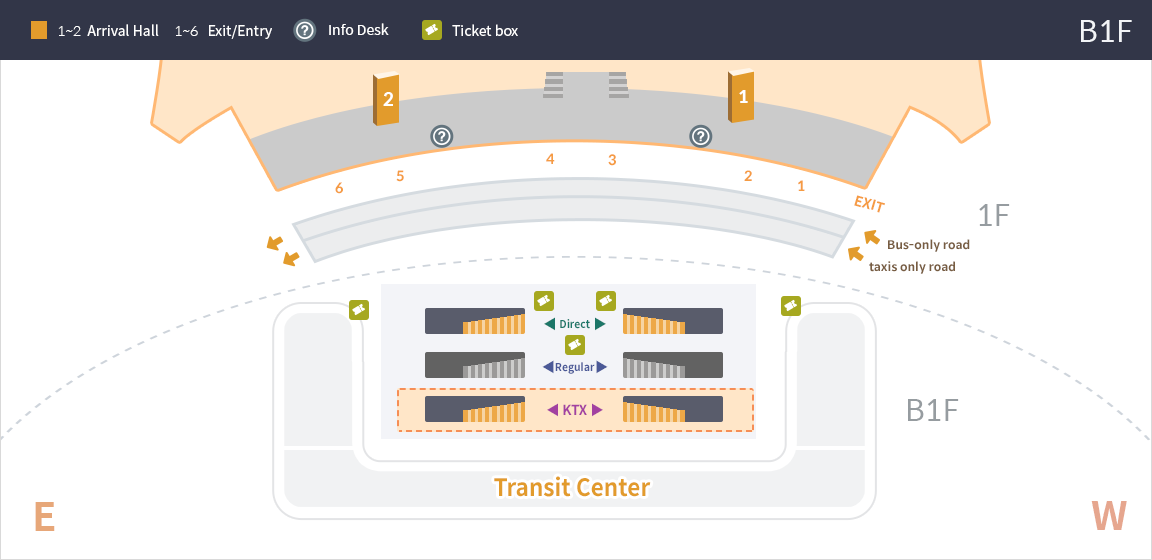 1~2 Arrival Hall 1~6 Exit/Entry ? Info Desk Ticket box B1F
2 1
? ?
4 3
5 2
6 1
EXIT
1F
Bus-only road
taxis only road
Direct
Regular
KTX
B1F
Transit Center
E W